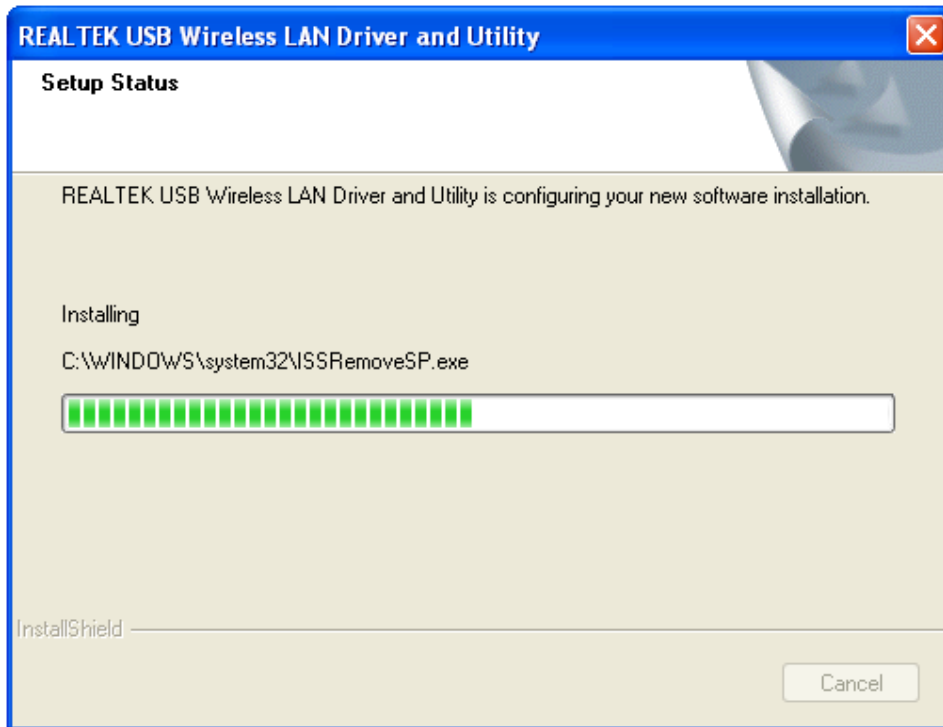 REALTEK USB Wireless LAN Driver and Utility
Setup Status
REALTEK USB Wireless LAN Driver and Utility is configuring your new software installation.
Installing
C:\WINDOWS\system32\ISSRemoveSP.exe
InstallShield
Cancel